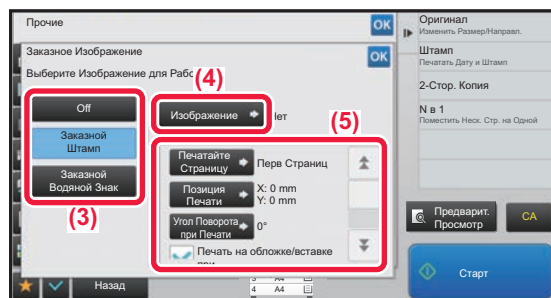 Прочие
OK
Заказное Изображение
OK
Выберите Изображение для
(4)
Off
Заказной
Штамп
Заказной
Водяной Знак
(3)
Изображение
Нет
(5)
Печатайте
Страницу
Перв Страниц
Позиция
Печати
X: 0 mm
Y: 0 mm
Угол Поворота
при Печати
0°
Печать на обложке/вставке
при
Назад
3 A4
4 A4
Оригинал
Изменить Размер/Направл.
Штамп
Печатать Дату и Штамп
2-Стор. Копия
N в 1
Поместить Неск. Стр. на Одной
Предварит.
Просмотр
CA
Старт